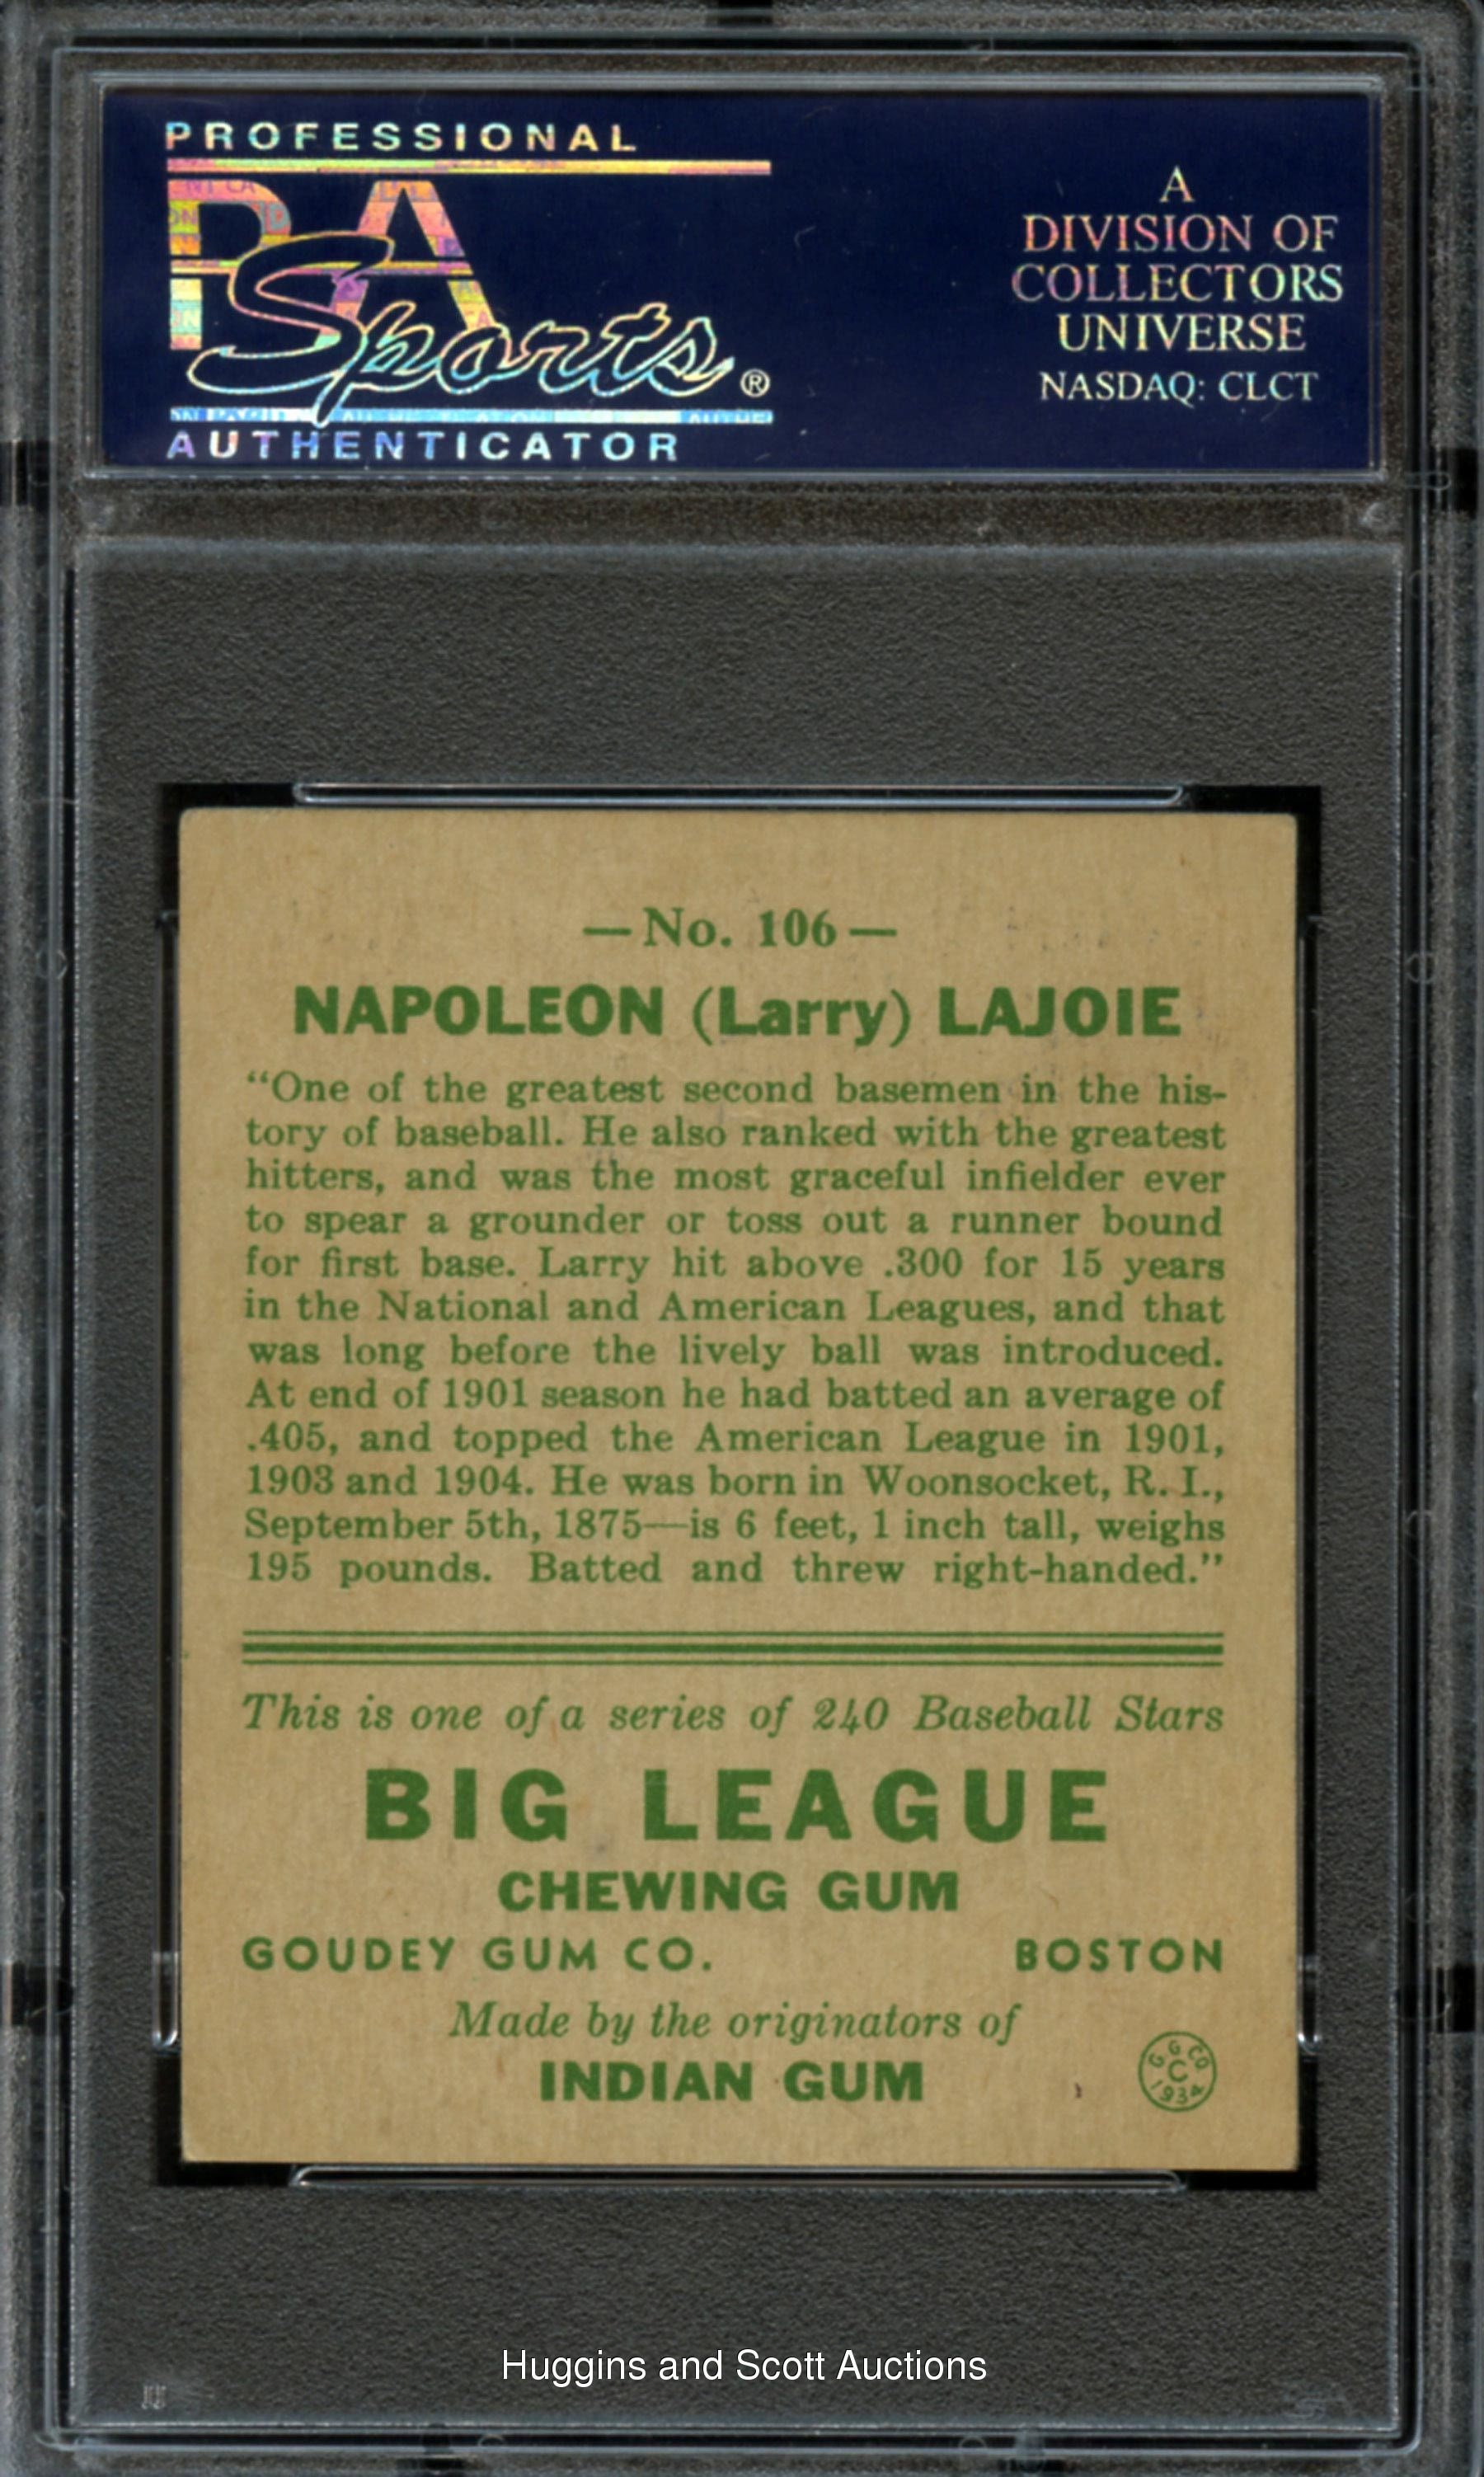 PROFESSIONAL
PSA
Sports®
AUTHENTICATOR
A
DIVISION OF
COLLECTORS
UNIVERSE
NASDAQ: CLCT
—No. 106—
NAPOLEON (Larry) LAJOIE
“One of the greatest second basemen in the his-
tory of baseball. He also ranked with the greatest
hitters, and was the most graceful infielder ever
to spear a grounder or toss out a runner bound
for first base. Larry hit above .300 for 15 years
in the National and American Leagues, and that
was long before the lively ball was introduced.
At end of 1901 season he had batted an average of
.405, and topped the American League in 1901,
1903 and 1904. He was born in Woonsocket, R. I.,
September 5th, 1875—is 6 feet, 1 inch tall, weighs
195 pounds. Batted and threw right-handed.”
This is one of a series of 240 Baseball Stars
BIG LEAGUE
CHEWING GUM
GOUDEY GUM CO. BOSTON
Made by the originators of
INDIAN GUM
G G CO
C
1934
Huggins and Scott Auctions